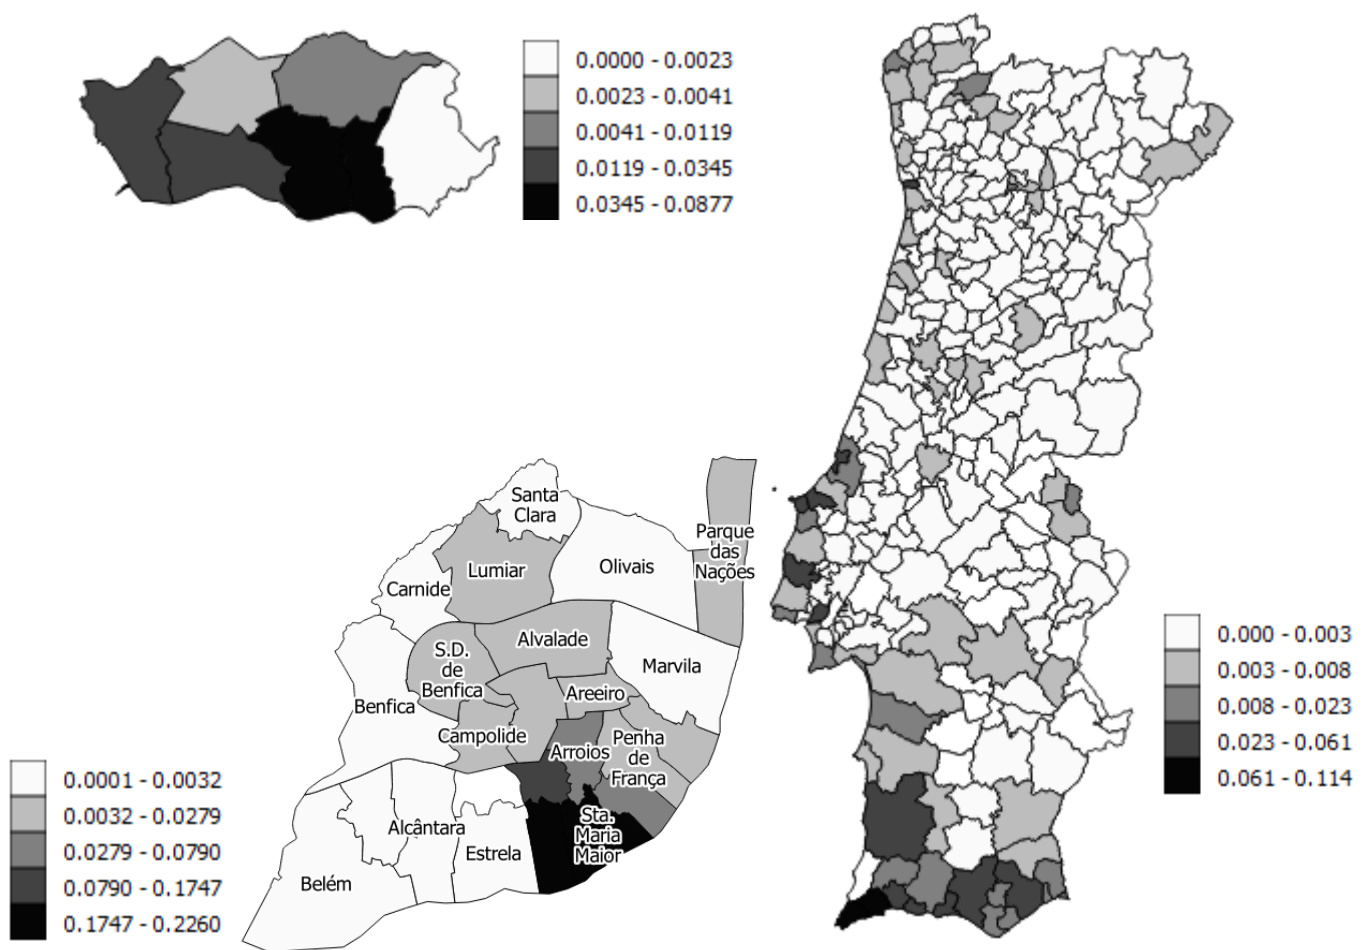 0.0000 - 0.0023
0.0023 - 0.0041
0.0041 - 0.0119
0.0119 - 0.0345
0.0345 - 0.0877
Santa
Clara
Parque
das
Nações
Lumiar
Olivais
Carnide
Alvalade
S.D.
de
Benfica
Marvila
Areeiro
Benfica
Campolide
Arroios
Penha
de
França
Sta.
Maria
Maior
Alcântara
Estrela
Belém
0.0001 - 0.0032
0.0032 - 0.0279
0.0279 - 0.0790
0.0790 - 0.1747
0.1747 - 0.2260
0.000 - 0.003
0.003 - 0.008
0.008 - 0.023
0.023 - 0.061
0.061 - 0.114